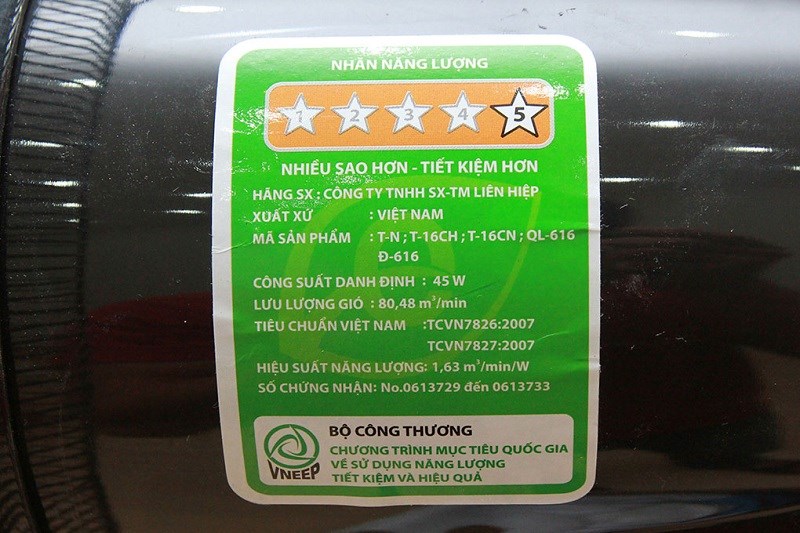 NHÃN NĂNG LƯỢNG
1 2 3 4 5
NHIỀU SAO HƠN - TIẾT KIỆM HƠN
HÃNG SX : CÔNG TY TNHH SX-TM LIÊN HIỆP
XUẤT XỨ : VIỆT NAM
MÃ SẢN PHẨM : T-N ; T-16CH ; T-16CN ; QL-616
Đ-616
CÔNG SUẤT DANH ĐỊNH : 45 W
LƯU LƯỢNG GIÓ : 80,48 m³/min
TIÊU CHUẨN VIỆT NAM :TCVN7826:2007
TCVN7827:2007
HIỆU SUẤT NĂNG LƯỢNG: 1,63 m³/min/W
SỐ CHỨNG NHẬN: No.0613729 đến 0613733
BỘ CÔNG THƯƠNG
CHƯƠNG TRÌNH MỤC TIÊU QUỐC GIA
VỀ SỬ DỤNG NĂNG LƯỢNG
TIẾT KIỆM VÀ HIỆU QUẢ
VNEEP